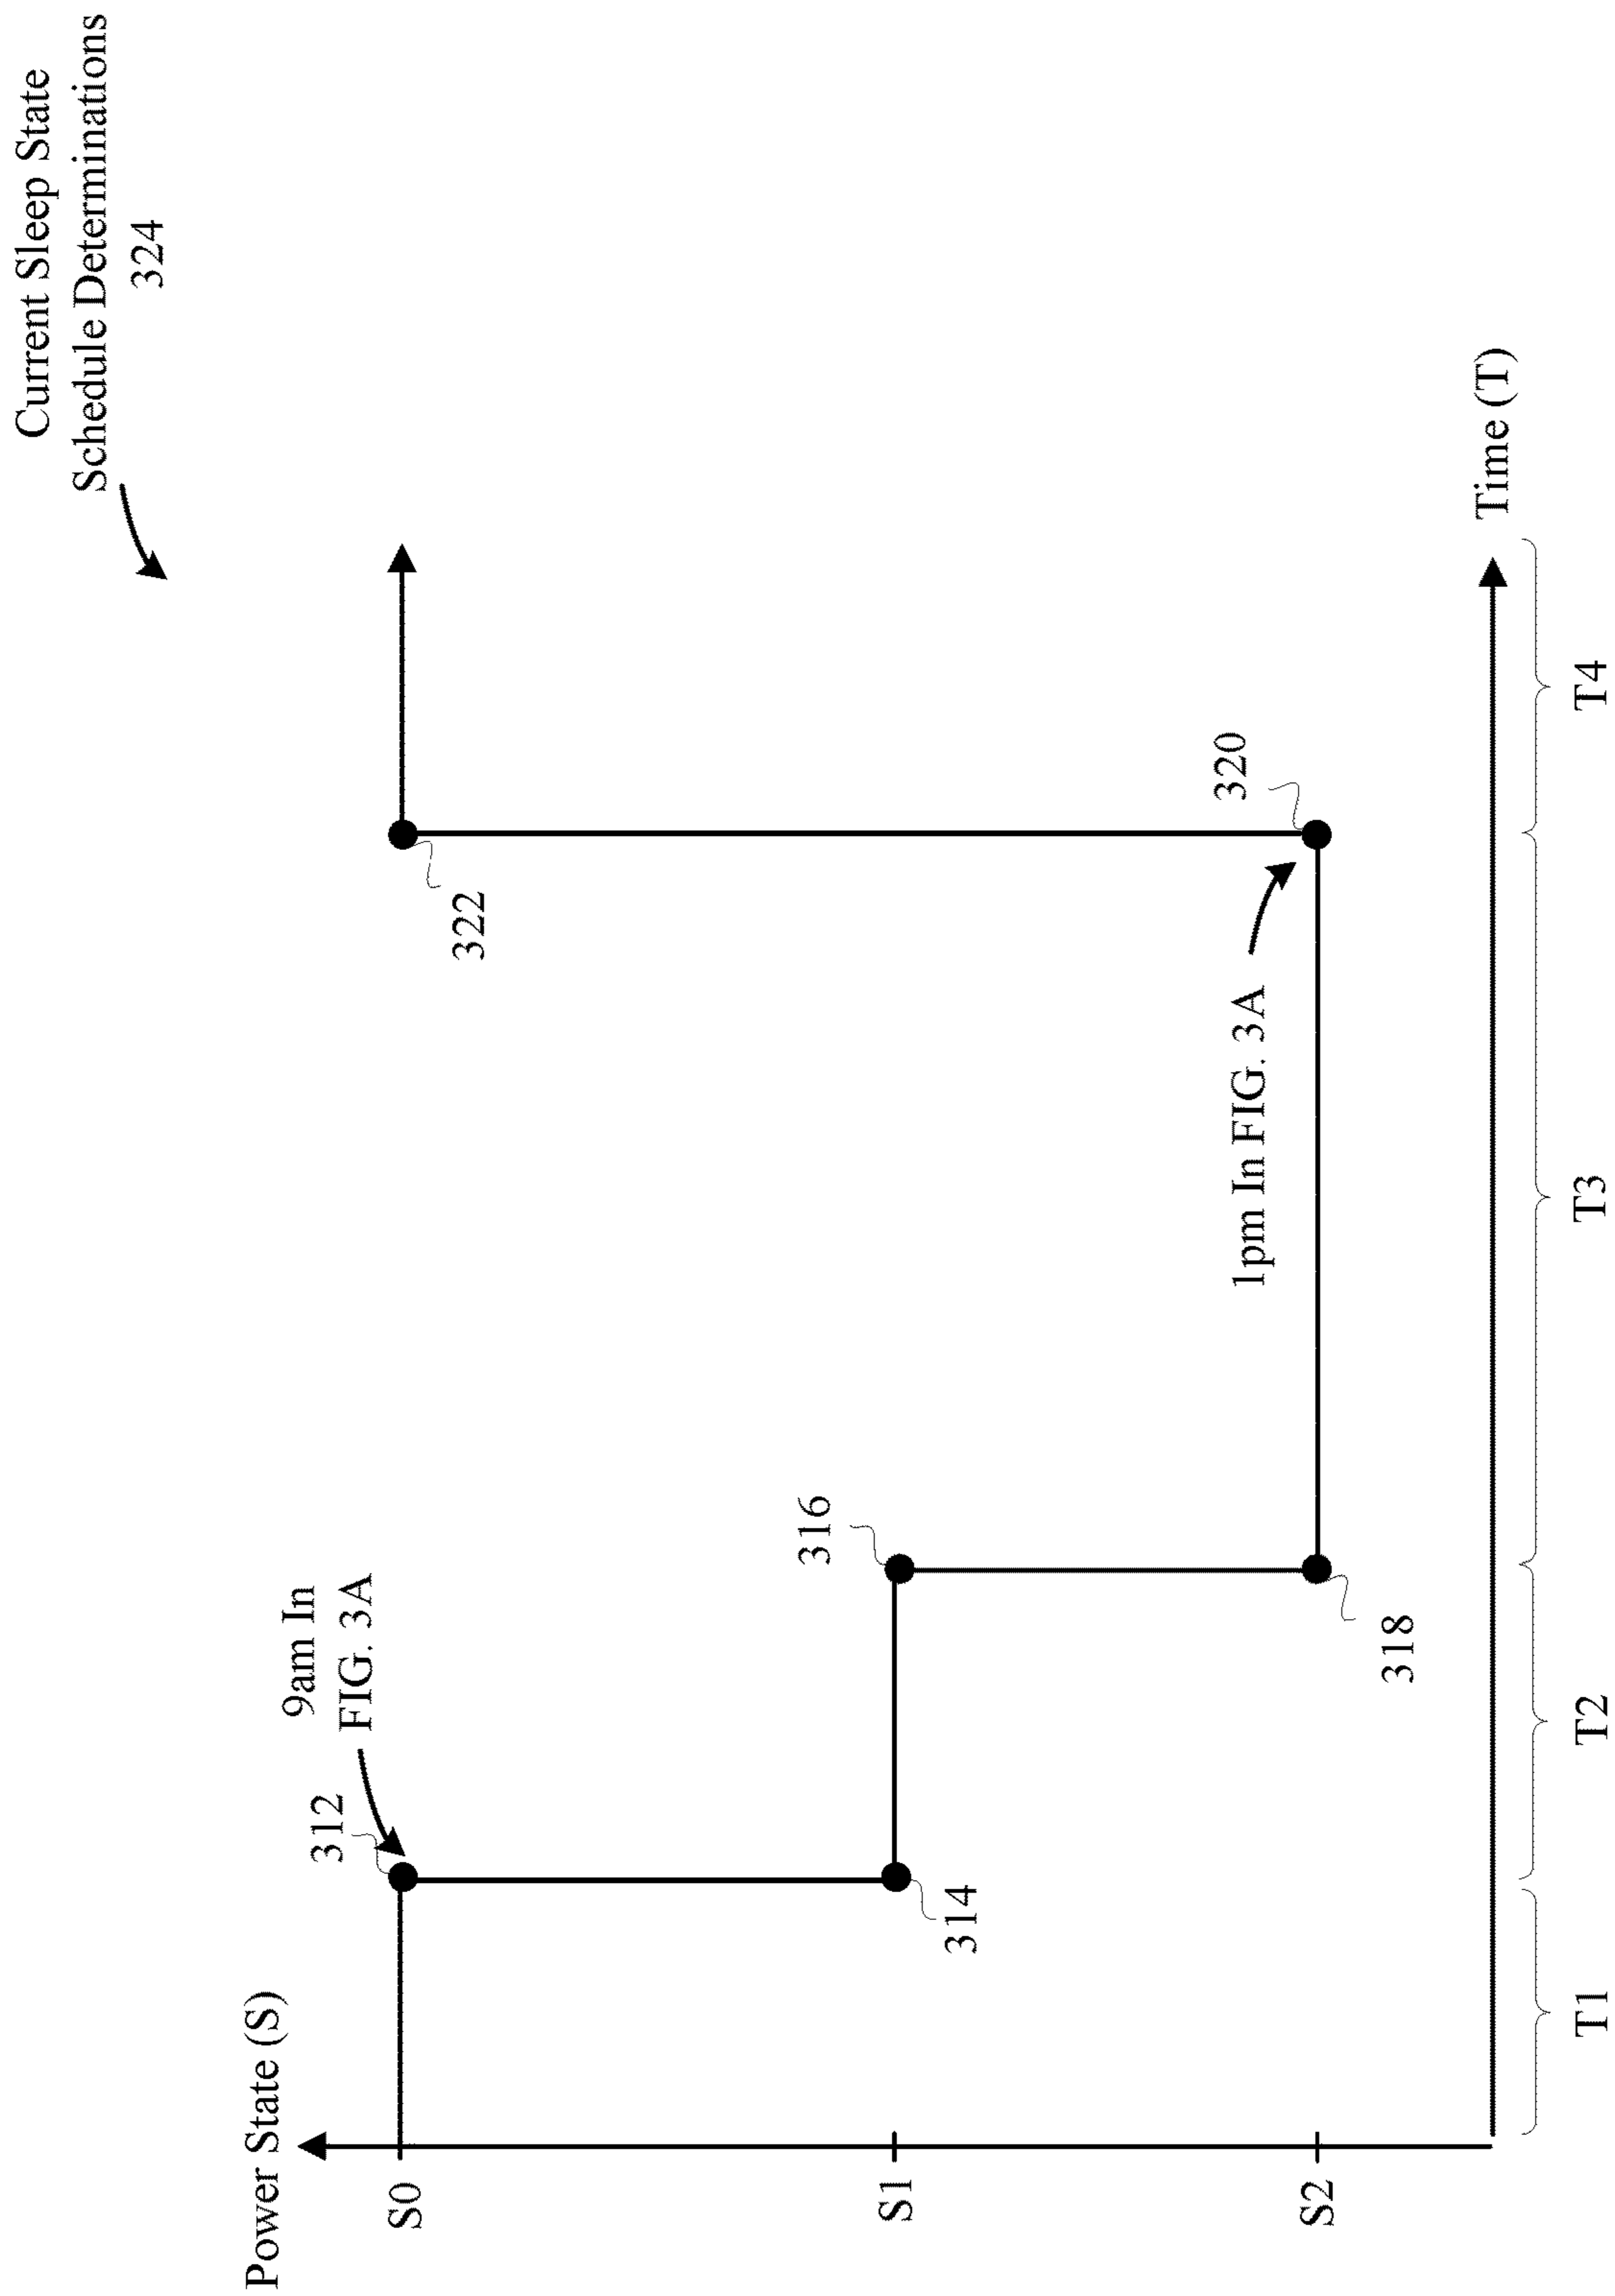 Current Sleep State
Schedule Determinations
324
Power State (S)
S0
S1
S2
312
9am In
FIG. 3A
314
316
318
322
320
1pm In FIG. 3A
Time (T)
T1
T2
T3
T4